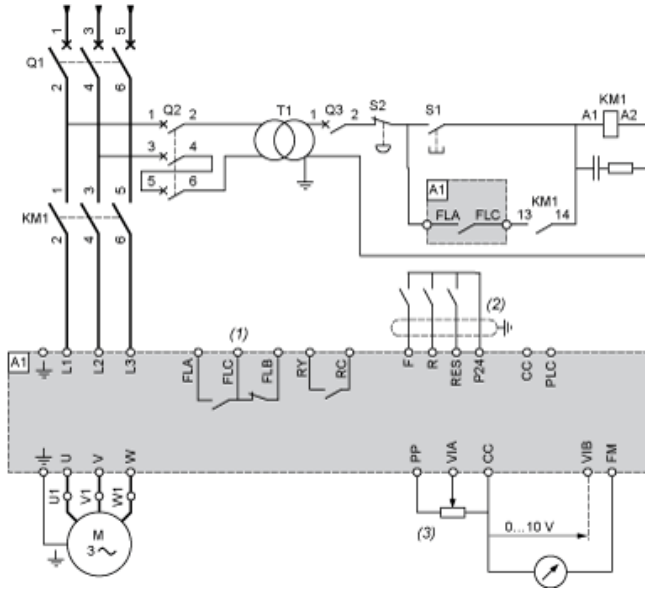 1 3 5
Q1
2 4 6
1 Q2 2
3 4
5 6
T1
1 Q3 2
S2
S1
KM1
A1 A2
A1
FLA FLC
KM1
13 14
1 3 5
KM1
2 4 6
(1)
(2)
A1
L1 L2 L3
FLA FLC FLB RY RC
F R RES P24 CC PLC
U V W
PP VIA CC VIB FM
U1 V1 W1
M
3
(3)
0...10 V